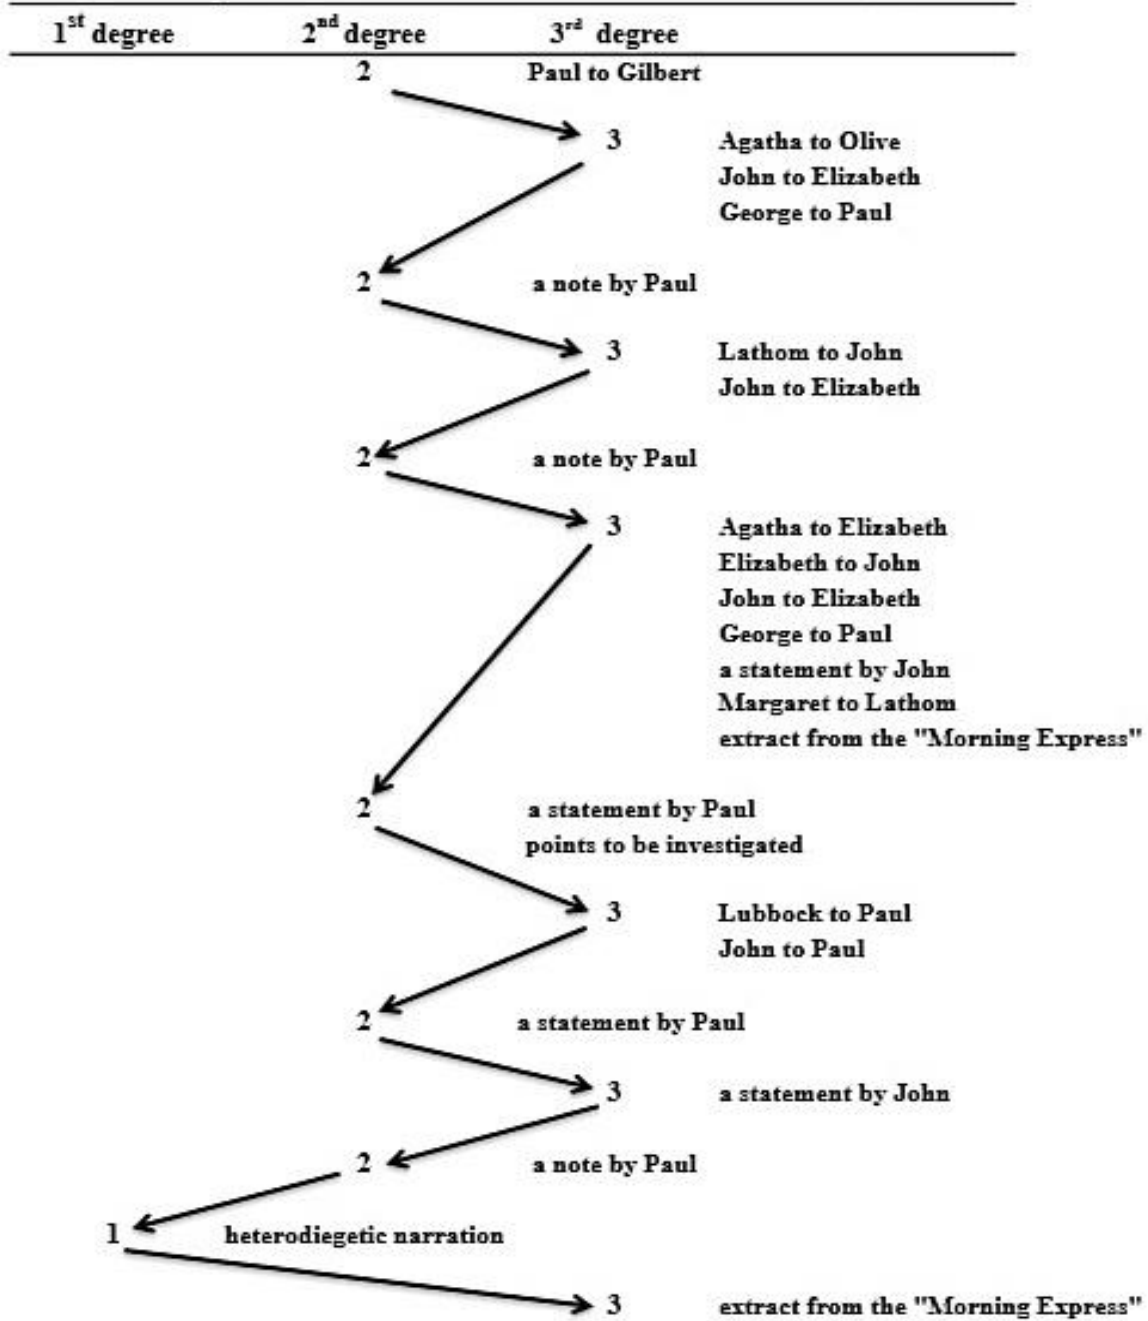 1st degree 2nd degree 3rd degree
2 Paul to Gilbert
3 Agatha to Olive
John to Elizabeth
George to Paul
2 a note by Paul
3 Lathom to John
John to Elizabeth
2 a note by Paul
3 Agatha to Elizabeth
Elizabeth to John
John to Elizabeth
George to Paul
a statement by John
Margaret to Lathom
extract from the "Morning Express"
2 a statement by Paul
points to be investigated
3 Lubbock to Paul
John to Paul
2 a statement by Paul
3 a statement by John
2 a note by Paul
1 heterodiegetic narration
3 extract from the "Morning Express"